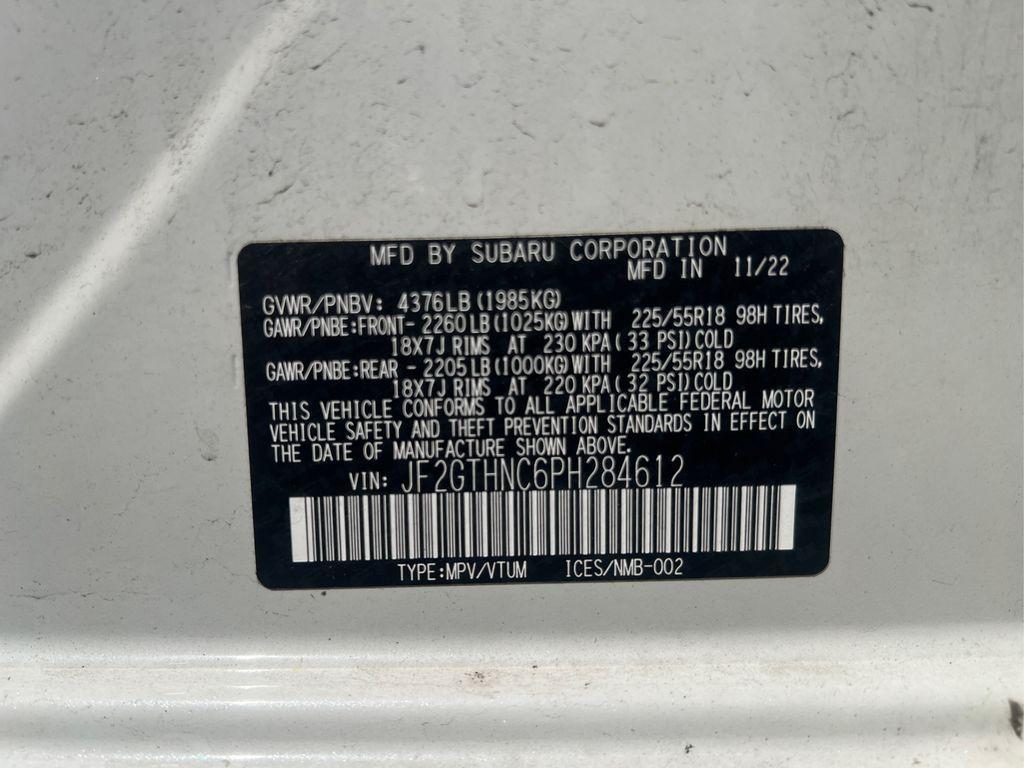 MFD BY SUBARU CORPORATION
MFD IN 11/22
GVWR/PNBV: 4376LB (1985KG)
GAWR/PNBE:FRONT- 2260 LB (1025KG) WITH 225/55R18 98H TIRES,
18X7J RIMS AT 230 KPA ( 33 PSI) COLD
GAWR/PNBE:REAR - 2205 LB (1000KG) WITH 225/55R18 98H TIRES,
18X7J RIMS AT 220 KPA ( 32 PSI) COLD
THIS VEHICLE CONFORMS TO ALL APPLICABLE FEDERAL MOTOR
VEHICLE SAFETY AND THEFT PREVENTION STANDARDS IN EFFECT ON
THE DATE OF MANUFACTURE SHOWN ABOVE.
VIN: JF2GTHNC6PH284612
TYPE:MPV/VTUM ICES/NMB-002